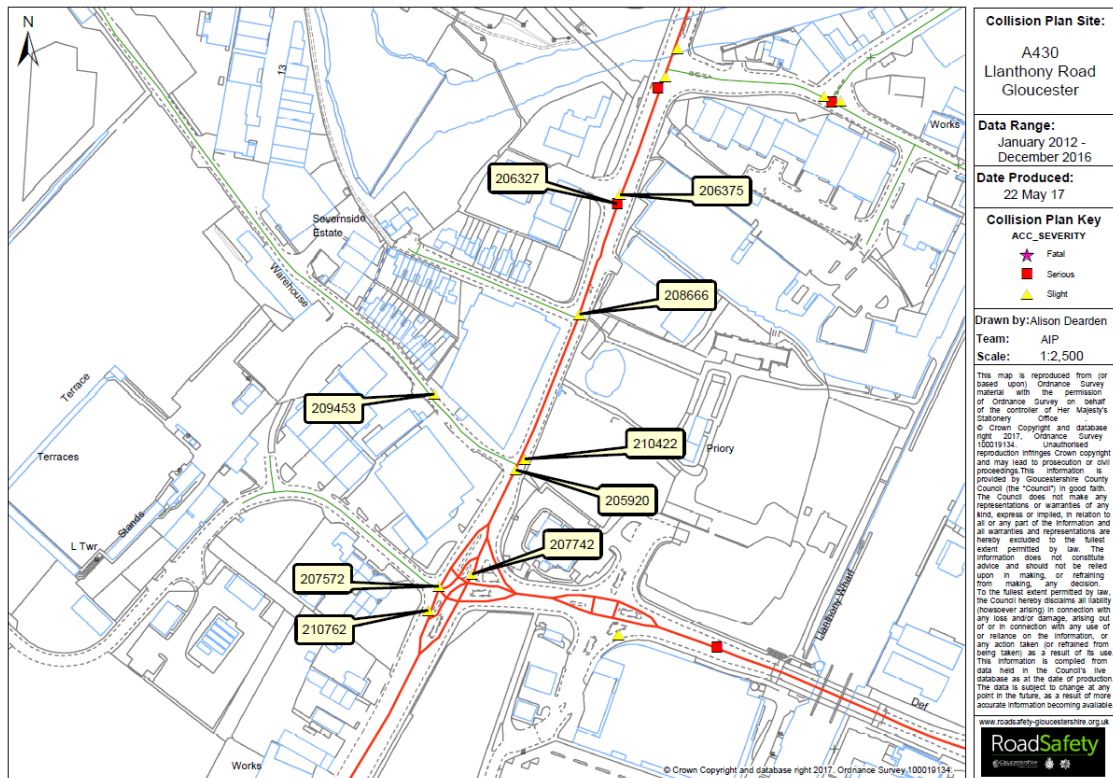 N
13
Works
206327
206375
Severnside
Estate
Warehouse
208666
Terrace
209453
Terraces
210422
Priory
205920
Stands
L Twr
207742
207572
210762
Llanthony Wharf
Def
Works
© Crown Copyright and database right 2017. Ordnance Survey 100019134.
Collision Plan Site:
A430
Llanthony Road
Gloucester
Data Range:
January 2012 -
December 2016
Date Produced:
22 May 17
Collision Plan Key
ACC_SEVERITY
Fatal
Serious
Slight
Drawn by: Alison Dearden
Team: AIP
Scale: 1:2,500
This map is reproduced from (or
based upon) Ordnance Survey
material with the permission
of Ordnance Survey on behalf
of the controller of Her Majesty's
Stationery Office
© Crown Copyright and database
right 2017, Ordnance Survey
100019134. Unauthorised
reproduction infringes Crown copyright
and may lead to prosecution or civil
proceedings.This information is
provided by Gloucestershire County
Council (the "Council") in good faith.
The Council does not make any
representations or warranties of any
kind, express or implied, in relation to
all or any part of the information and
all warranties and representations are
hereby excluded to the fullest
extent permitted by law. The
information does not constitute
advice and should not be relied
upon in making, or refraining
from making, any decision.
To the fullest extent permitted by law,
the Council hereby disclaims all liability
(howsoever arising) in connection with
any loss and/or damage, arising out
of or in connection with any use of
or reliance on the information, or
any action taken (or refrained from
being taken) as a result of its use.
This information is compiled from
data held in the Council's live
database as at the date of production.
The data is subject to change at any
point in the future, as a result of more
accurate information becoming available.
www.roadsafety-gloucestershire.org.uk
RoadSafety
Gloucestershire